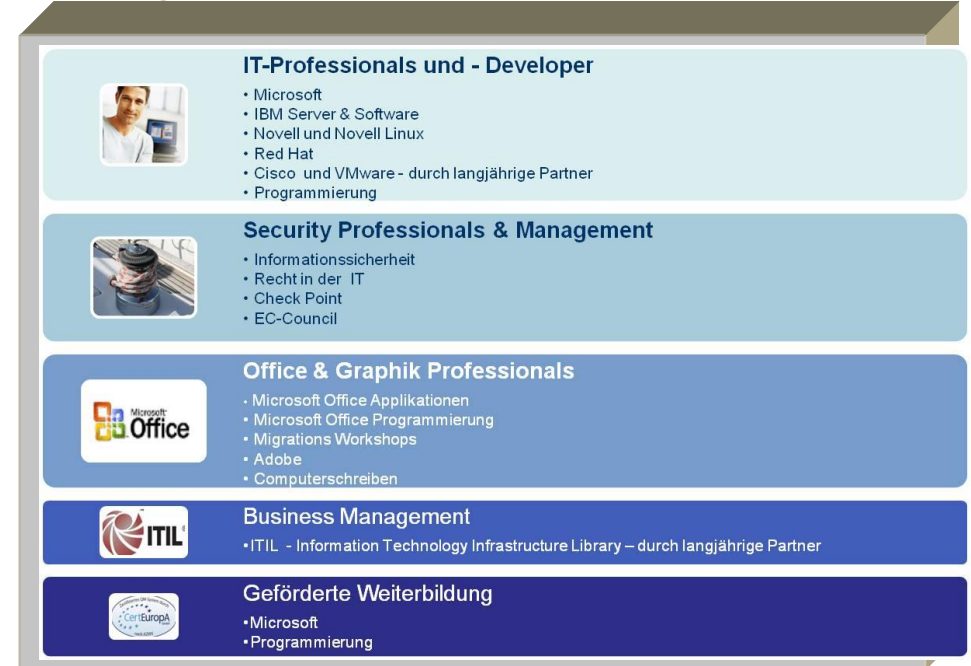 IT-Professionals und - Developer
• Microsoft
• IBM Server & Software
• Novell und Novell Linux
• Red Hat
• Cisco und VMware - durch langjährige Partner
• Programmierung
Security Professionals & Management
• Informationssicherheit
• Recht in der IT
• Check Point
• EC-Council
Office & Graphik Professionals
• Microsoft Office Applikationen
• Microsoft Office Programmierung
• Migrations Workshops
• Adobe
• Computerschreiben
Microsoft
Office
Business Management
•ITIL - Information Technology Infrastructure Library – durch langjährige Partner
ITIL
Geförderte Weiterbildung
•Microsoft
•Programmierung
CertEuropA